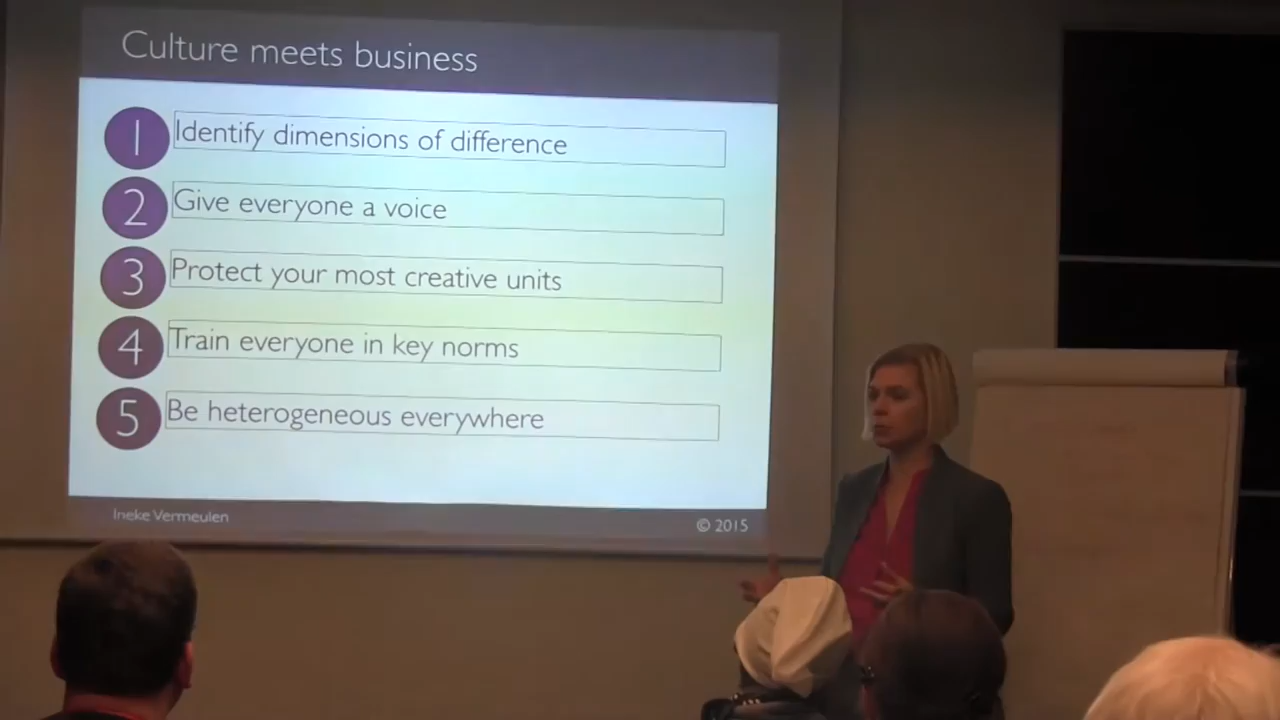 Culture meets business
1 Identify dimensions of difference
2 Give everyone a voice
3 Protect your most creative units
4 Train everyone in key norms
5 Be heterogeneous everywhere
Ineke Vermeulen
© 2015